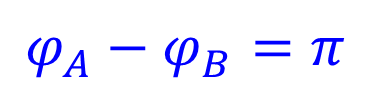 φ_A − φ_B = π